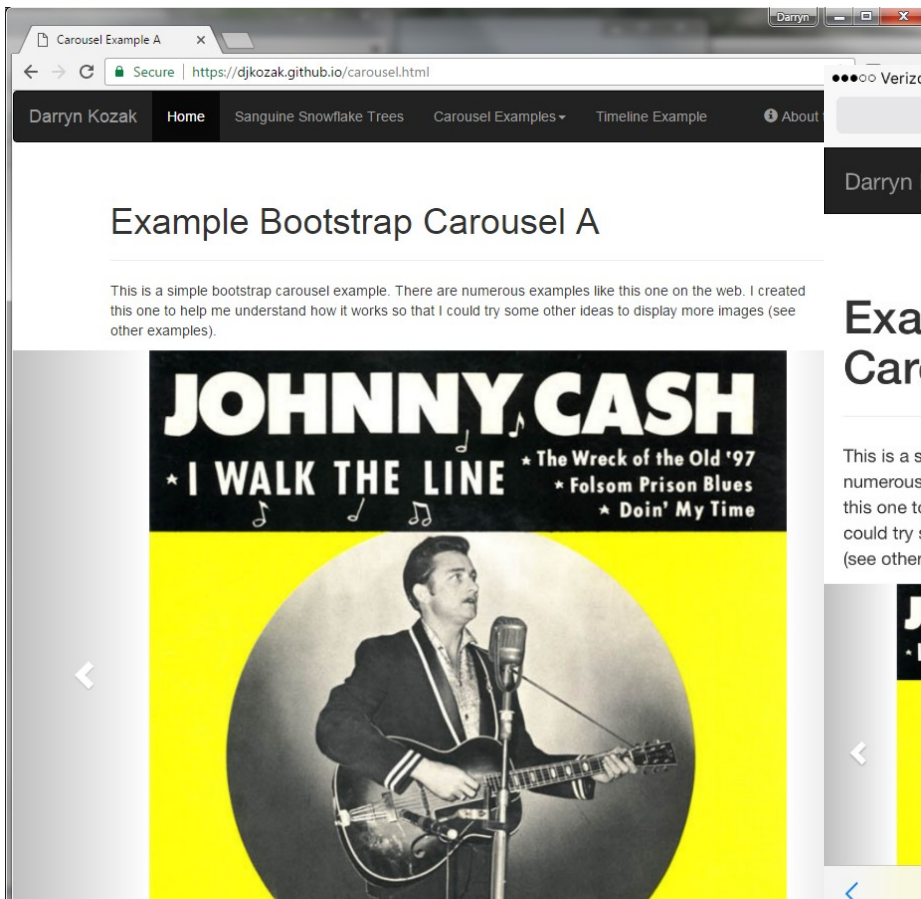 Darryn
Carousel Example A
Secure | https://djkozak.github.io/carousel.html
Darryn Kozak Home Sanguine Snowflake Trees Carousel Examples Timeline Example About
Example Bootstrap Carousel A
This is a simple bootstrap carousel example. There are numerous examples like this one on the web. I created
this one to help me understand how it works so that I could try some other ideas to display more images (see
other examples).
JOHNNY CASH
★ I WALK THE LINE
★ The Wreck of the Old '97
★ Folsom Prison Blues
★ Doin' My Time
Darryn
This is a
numerous
this one
could try
(see other